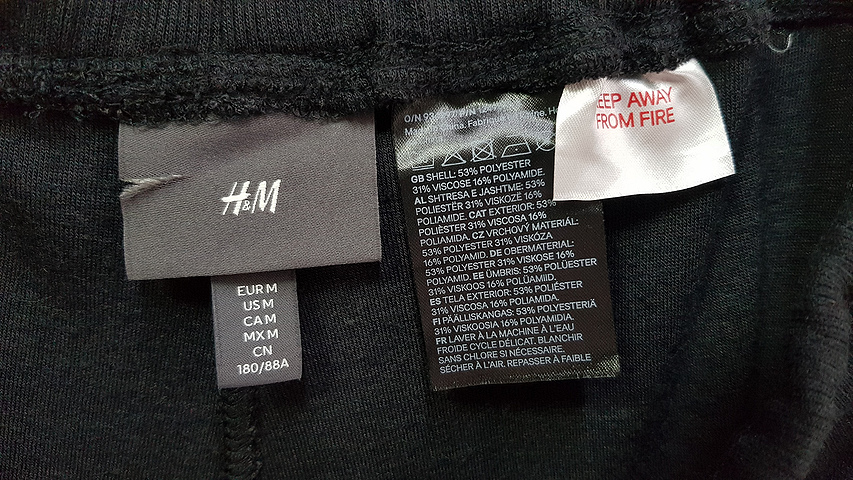 H&M
EUR M
US M
CA M
MX M
CN
180/88A
O/N
Fabriqué
GB SHELL: 53% POLYESTER
31% VISCOSE 16% POLYAMIDE.
AL SHTRESA E JASHTME: 53%
POLIESTËR 31% VISKOZË 16%
POLIAMIDE. CAT EXTERIOR: 53%
POLIÈSTER 31% VISCOSA 16%
POLIAMIDA. CZ VRCHOVÝ MATERIÁL:
53% POLYESTER 31% VISKÓZA
16% POLYAMID. DE OBERMATERIAL:
53% POLYESTER 31% VISKOSE 16%
POLYAMID. EE ÜMBRIS: 53% POLÜESTER
31% VISKOOS 16% POLÜAMIID.
ES TELA EXTERIOR: 53% POLIÉSTER
31% VISCOSA 16% POLIAMIDA.
FI PÄÄLLISKANGAS: 53% POLYESTERIÄ
31% VISKOOSIA 16% POLYAMIDIA.
FR LAVER À LA MACHINE À L'EAU
FROIDE CYCLE DÉLICAT. BLANCHIR
SANS CHLORE SI NÉCESSAIRE.
SÉCHER À L'AIR. REPASSER À FAIBLE
EEP AWAY
FROM FIRE